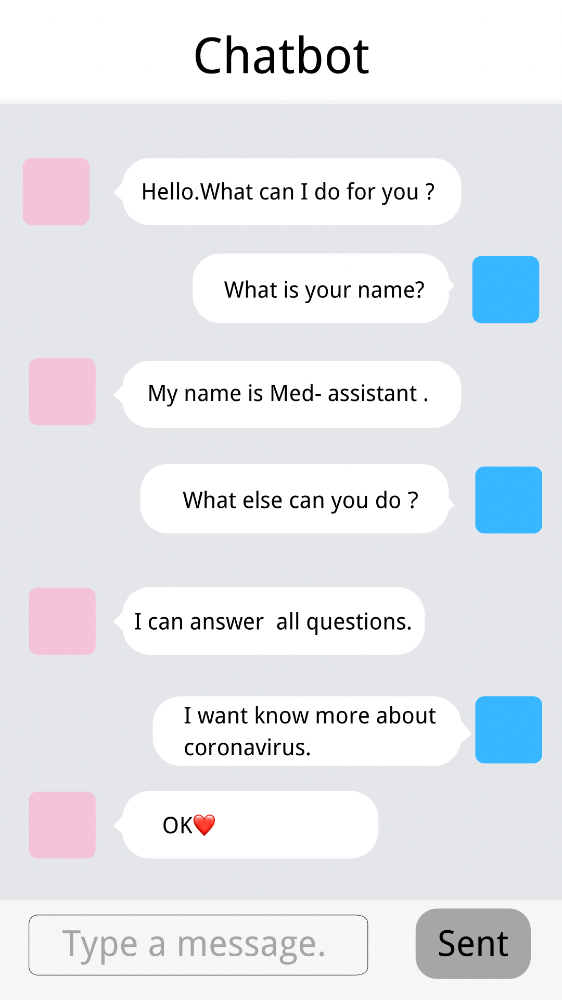 Chatbot
Hello.What can I do for you ?
What is your name?
My name is Med- assistant .
What else can you do ?
I can answer  all questions.
I want know more about
coronavirus.
OK❤️
Type a message.
Sent